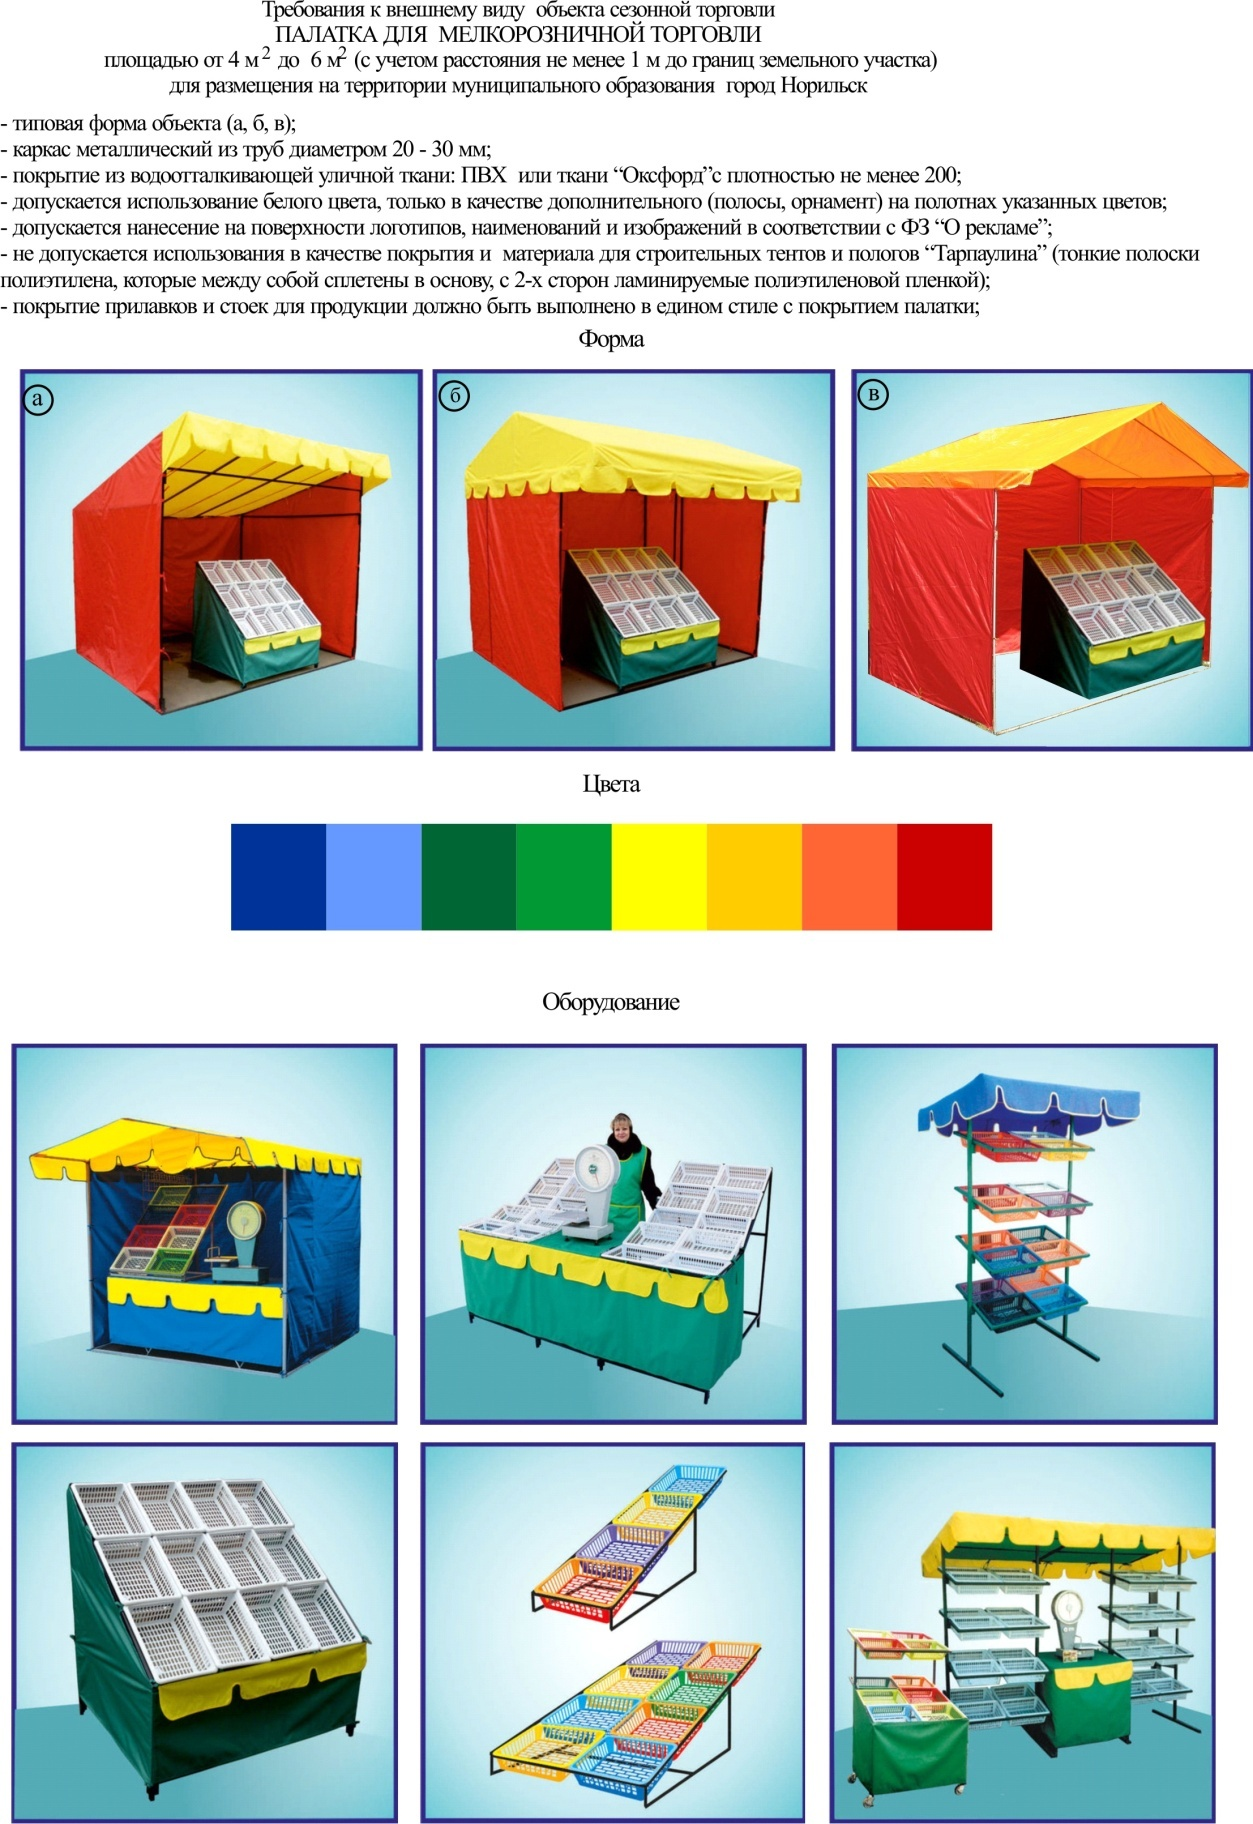 Требования к внешнему виду объекта сезонной торговли
ПАЛАТКА ДЛЯ МЕЛКОРОЗНИЧНОЙ ТОРГОВЛИ
площадью от 4 м² до 6 м² (с учетом расстояния не менее 1 м до границ земельного участка)
для размещения на территории муниципального образования город Норильск
- типовая форма объекта (а, б, в);
- каркас металлический из труб диаметром 20 - 30 мм;
- покрытие из водоотталкивающей уличной ткани: ПВХ или ткани “Оксфорд”с плотностью не менее 200;
- допускается использование белого цвета, только в качестве дополнительного (полосы, орнамент) на полотнах указанных цветов;
- допускается нанесение на поверхности логотипов, наименований и изображений в соответствии с ФЗ “О рекламе”;
- не допускается использования в качестве покрытия и материала для строительных тентов и пологов “Тарпаулина” (тонкие полоски
полиэтилена, которые между собой сплетены в основу, с 2-х сторон ламинируемые полиэтиленовой пленкой);
- покрытие прилавков и стоек для продукции должно быть выполнено в едином стиле с покрытием палатки;
Форма
а
б
в
Цвета
Оборудование